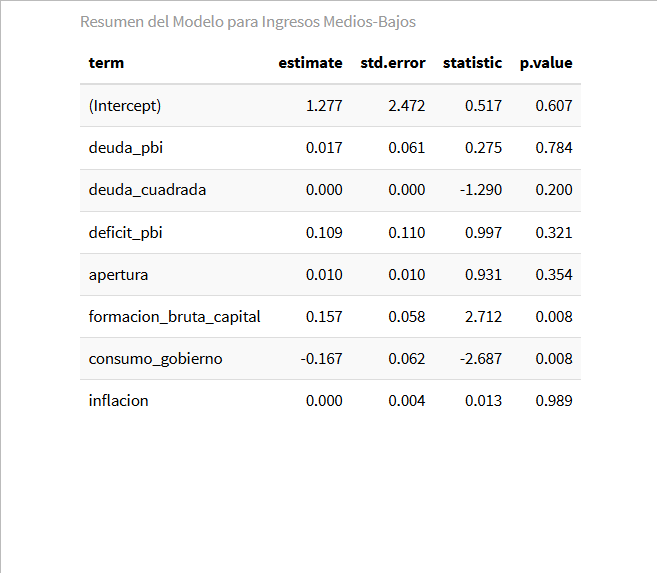 Resumen del Modelo para Ingresos Medios-Bajos
term estimate std.error statistic p.value
(Intercept) 1.277 2.472 0.517 0.607
deuda_pbi 0.017 0.061 0.275 0.784
deuda_cuadrada 0.000 0.000 -1.290 0.200
deficit_pbi 0.109 0.110 0.997 0.321
apertura 0.010 0.010 0.931 0.354
formacion_bruta_capital 0.157 0.058 2.712 0.008
consumo_gobierno -0.167 0.062 -2.687 0.008
inflacion 0.000 0.004 0.013 0.989